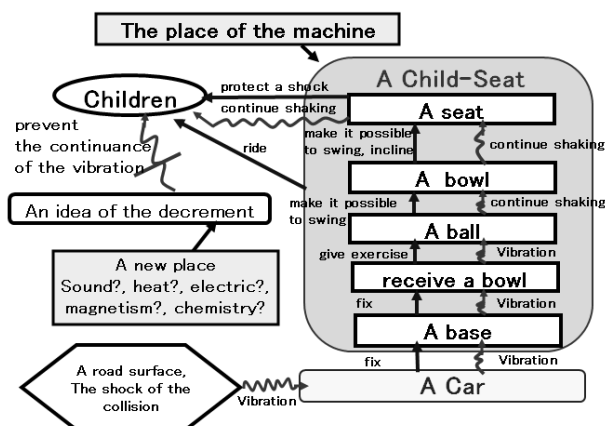 The place of the machine
A Child-Seat
protect a shock
Children
continue shaking
A seat
prevent
the continuance
of the vibration
make it possible
to swing, incline
continue shaking
ride
A bowl
An idea of the decrement
make it possible
to swing
continue shaking
A ball
A new place
Sound?, heat?, electric?,
magnetism?, chemistry?
give exercise
Vibration
receive a bowl
fix
Vibration
A base
A road surface,
The shock of the
collision
Vibration
fix
Vibration
A Car